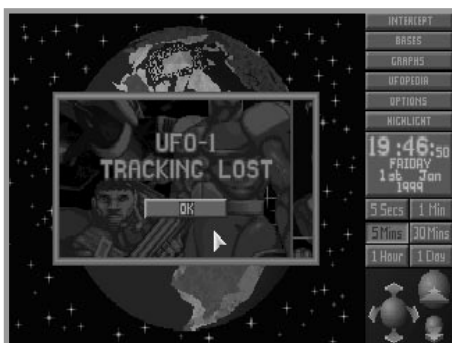 INTERCEPT
BASES
GRAPHS
UFOPEDIA
OPTIONS
HIGHLIGHT
UFO-1
TRACKING LOST
OK
19:46:50
FRIDAY
1st Jan
1999
5 Secs 1 Min
5 Mins 30 Mins
1 Hour 1 Day